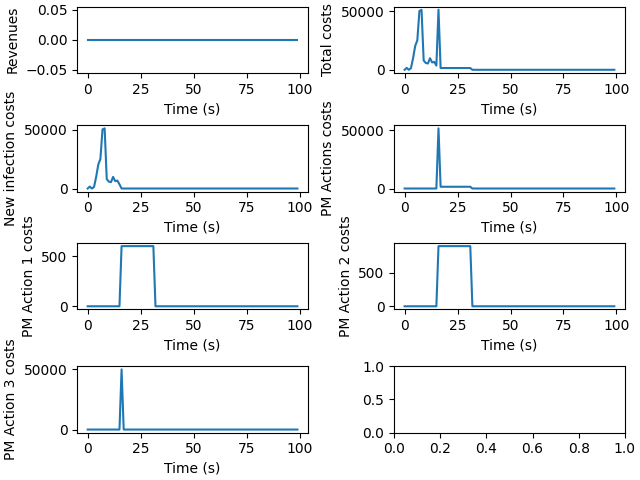 Revenues
0.05
0.00
−0.05
0 25 50 75 100
Time (s)
Total costs
50000
0
0 25 50 75 100
Time (s)
New infection costs
50000
0
0 25 50 75 100
Time (s)
PM Actions costs
50000
0
0 25 50 75 100
Time (s)
PM Action 1 costs
500
0
0 25 50 75 100
Time (s)
PM Action 2 costs
500
0
0 25 50 75 100
Time (s)
PM Action 3 costs
50000
0
0 25 50 75 100
Time (s)
1.0
0.5
0.0
0.0 0.2 0.4 0.6 0.8 1.0